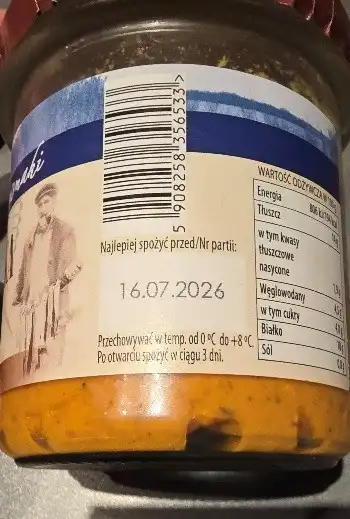 5 908258 356533>
Najlepiej spożyć przed/Nr partii:
16.07.2026
Przechowywać w temp. od 0 °C do +8 °C.
Po otwarciu spożyć w ciągu 3 dni.
WARTOŚĆ ODŻYWCZA W
Energia
Tłuszcz
w tym kwasy
tłuszczowe
nasycone
Węglowodany
w tym cukry
Białko
Sól